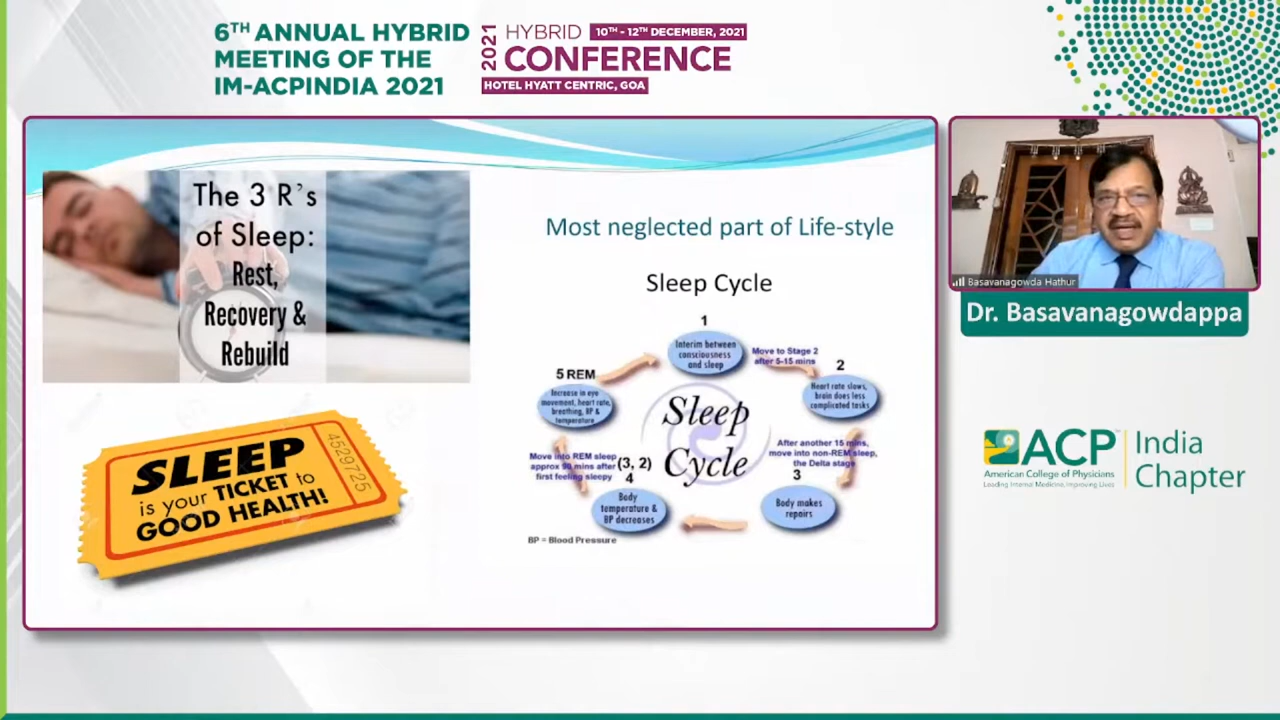 6TH ANNUAL HYBRID
MEETING OF THE
IM-ACPINDIA 2021
2021
HYBRID
10TH - 12TH DECEMBER, 2021
CONFERENCE
HOTEL HYATT CENTRIC, GOA
The 3 R's
of Sleep:
Rest,
Recovery &
Rebuild
SLEEP
is your TICKET to
GOOD HEALTH!
4529725
Most neglected part of Life-style
Sleep Cycle
1
Interim between
consciousness
and sleep
Move to Stage 2
after 5-15 mins
2
Heart rate slows,
brain does less
complicated tasks
After another 15 mins,
move into non-REM sleep,
the Delta stage
3
Body makes
repairs
(3, 2)
4
Body
temperature &
BP decreases
Move into REM sleep
approx 90 mins after
first feeling sleepy
5 REM
Increase in eye
movement, heart rate,
breathing, BP &
temperature
Sleep
Cycle
BP = Blood Pressure
Basavanagowda Hathur
Dr. Basavanagowdappa
ACP
American College of Physicians
Leading Internal Medicine, Improving Lives
India
Chapter